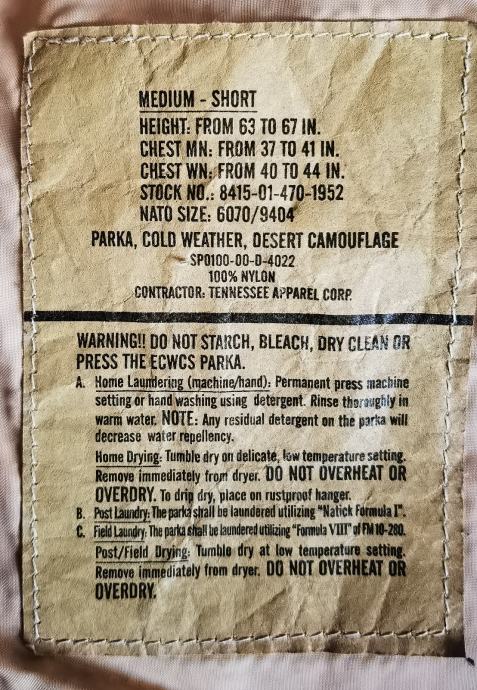 MEDIUM - SHORT
HEIGHT: FROM 63 TO 67 IN.
CHEST MN: FROM 37 TO 41 IN.
CHEST WN: FROM 40 TO 44 IN.
STOCK NO.: 8415-01-470-1952
NATO SIZE: 6070/9404
PARKA, COLD WEATHER, DESERT CAMOUFLAGE
SPO100-00-D-4022
100% NYLON
CONTRACTOR: TENNESSEE APPAREL CORP.
WARNING!! DO NOT STARCH, BLEACH, DRY CLEAN OR
PRESS THE ECWCS PARKA.
A. Home Laundering (machine/hand): Permanent press machine
setting or hand washing using detergent. Rinse thoroughly in
warm water. NOTE: Any residual detergent on the parka will
decrease water repellency.
Home Drying: Tumble dry on delicate, low temperature setting.
Remove immediately from dryer. DO NOT OVERHEAT OR
OVERDRY. To drip dry, place on rustproof hanger.
B. Post Laundry: The parka shall be laundered utilizing "Natick Formula I".
C. Field Laundry: The parka shall be laundered utilizing "Formula VIII" of FM 10-280.
Post/Field Drying: Tumble dry at low temperature setting.
Remove immediately from dryer. DO NOT OVERHEAT OR
OVERDRY.